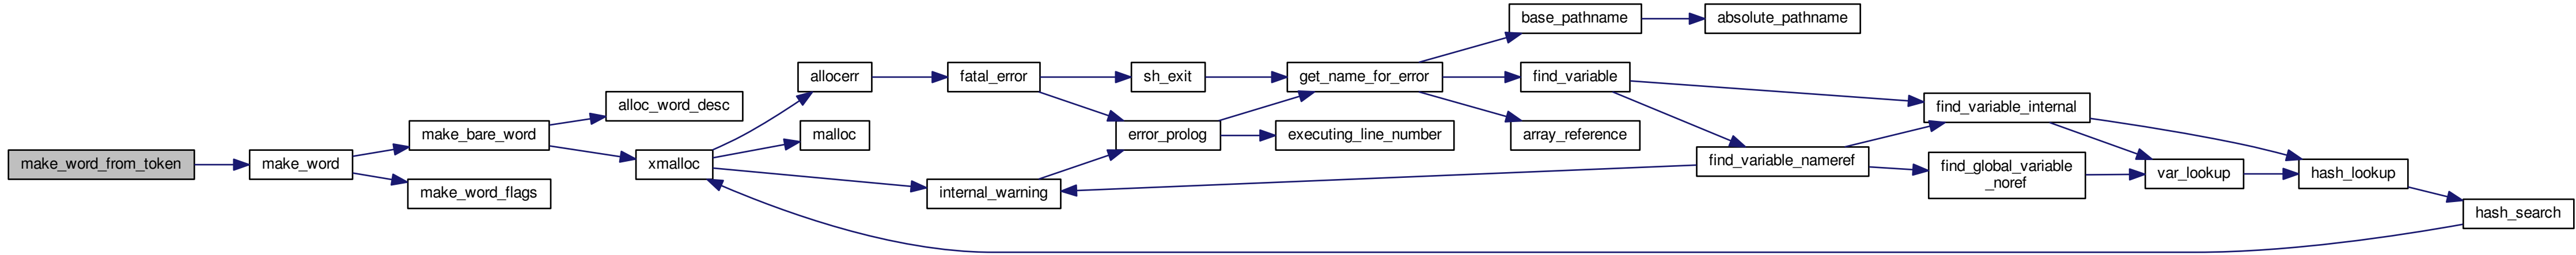 make_word_from_token
make_word
make_bare_word
make_word_flags
alloc_word_desc
xmalloc
allocerr
malloc
internal_warning
fatal_error
sh_exit
error_prolog
get_name_for_error
executing_line_number
base_pathname
absolute_pathname
find_variable
array_reference
find_variable_nameref
find_variable_internal
find_global_variable
_noref
var_lookup
hash_lookup
hash_search